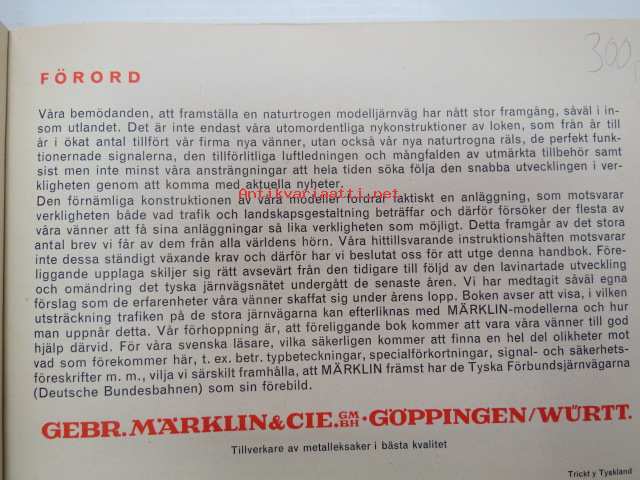 300
FÖRORD
Våra bemödanden, att framställa en naturtrogen modelljärnväg har nått stor framgång, såväl i in-
som utlandet. Det är inte endast våra utomordentliga nykonstruktioner av loken, som från år till
år i ökat antal tillfört vår firma nya vänner, utan också vår nya naturtrogna räls, de perfekt funk-
tionernade signalerna, den tillförlitliga luftledningen och mångfalden av utmärkta tillbehör samt
sist men inte minst våra ansträngningar att hela tiden söka följa den snabba utvecklingen i ver-
kligheten genom att komma med aktuella nyheter.
Antikvariaatti.net
Den förnämliga konstruktionen av våra modeller fordrar faktiskt en anläggning, som motsvarar
verkligheten både vad trafik och landskapsgestaltning beträffar och därför försöker der flesta av
våra vänner att få sina anläggningar så lika verkligheten som möjligt. Detta framgår av det stora
antal brev vi får av dem från alla världens hörn. Våra hittillsvarande instruktionshäften motsvarar
inte dessa ständigt växande krav och därför har vi beslutat oss för att utge denna handbok. Före-
liggande upplaga skiljer sig rätt avsevärt från den tidigare till följd av den lavinartade utveckling
och omändring det tyska järnvägsnätet undergått de senaste åren. Vi har medtagit såväl egna
förslag som de erfarenheter våra vänner skaffat sig under årens lopp. Boken avser att visa, i vilken
utsträckning trafiken på de stora järnvägarna kan efterliknas med MÄRKLIN-modellerna och hur
man uppnår detta. Vår förhoppning är, att föreliggande bok kommer att vara våra vänner till god
hjälp därvid. För våra svenska läsare, vilka säkerligen kommer att finna en hel del olikheter mot
vad som förekommer här, t. ex. betr. typbeteckningar, specialförkortningar, signal- och säkerhets-
föreskrifter m. m., vilja vi särskilt framhålla, att MÄRKLIN främst har de Tyska Förbundsjärnvägarna
(Deutsche Bundesbahnen) som sin förebild.
GEBR. MÄRKLIN & CIE. GMBH · GÖPPINGEN/WÜRTT.
Tillverkare av metalleksaker i bästa kvalitet
Trickt y Tyskland